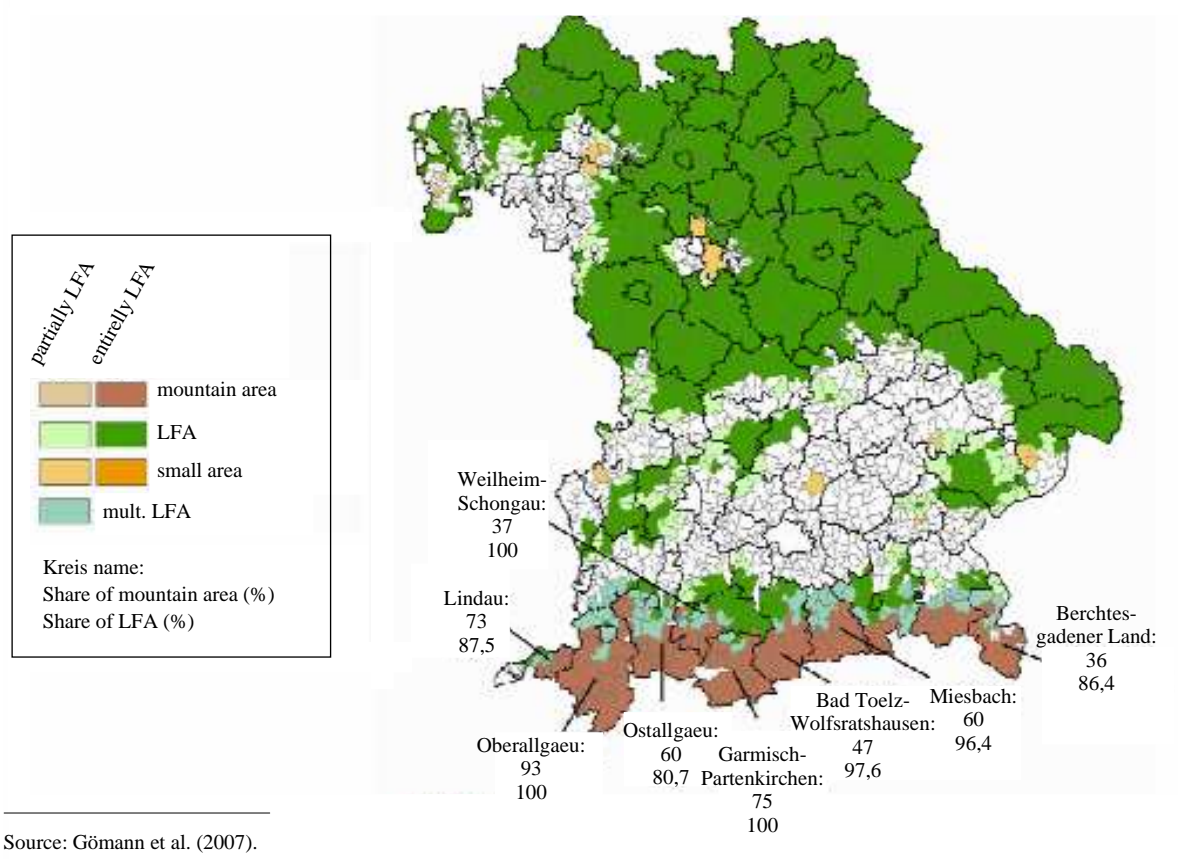 partially LFA
entirelly LFA
mountain area
LFA
small area
mult. LFA
Kreis name:
Share of mountain area (%)
Share of LFA (%)
Weilheim-
Schongau:
37
100
Lindau:
73
87,5
Oberallgaeu:
93
100
Ostallgaeu:
60
80,7
Garmisch-
Partenkirchen:
75
100
Bad Toelz-
Wolfsratshausen:
47
97,6
Miesbach:
60
96,4
Berchtes-
gadener Land:
36
86,4
Source: Gömann et al. (2007).